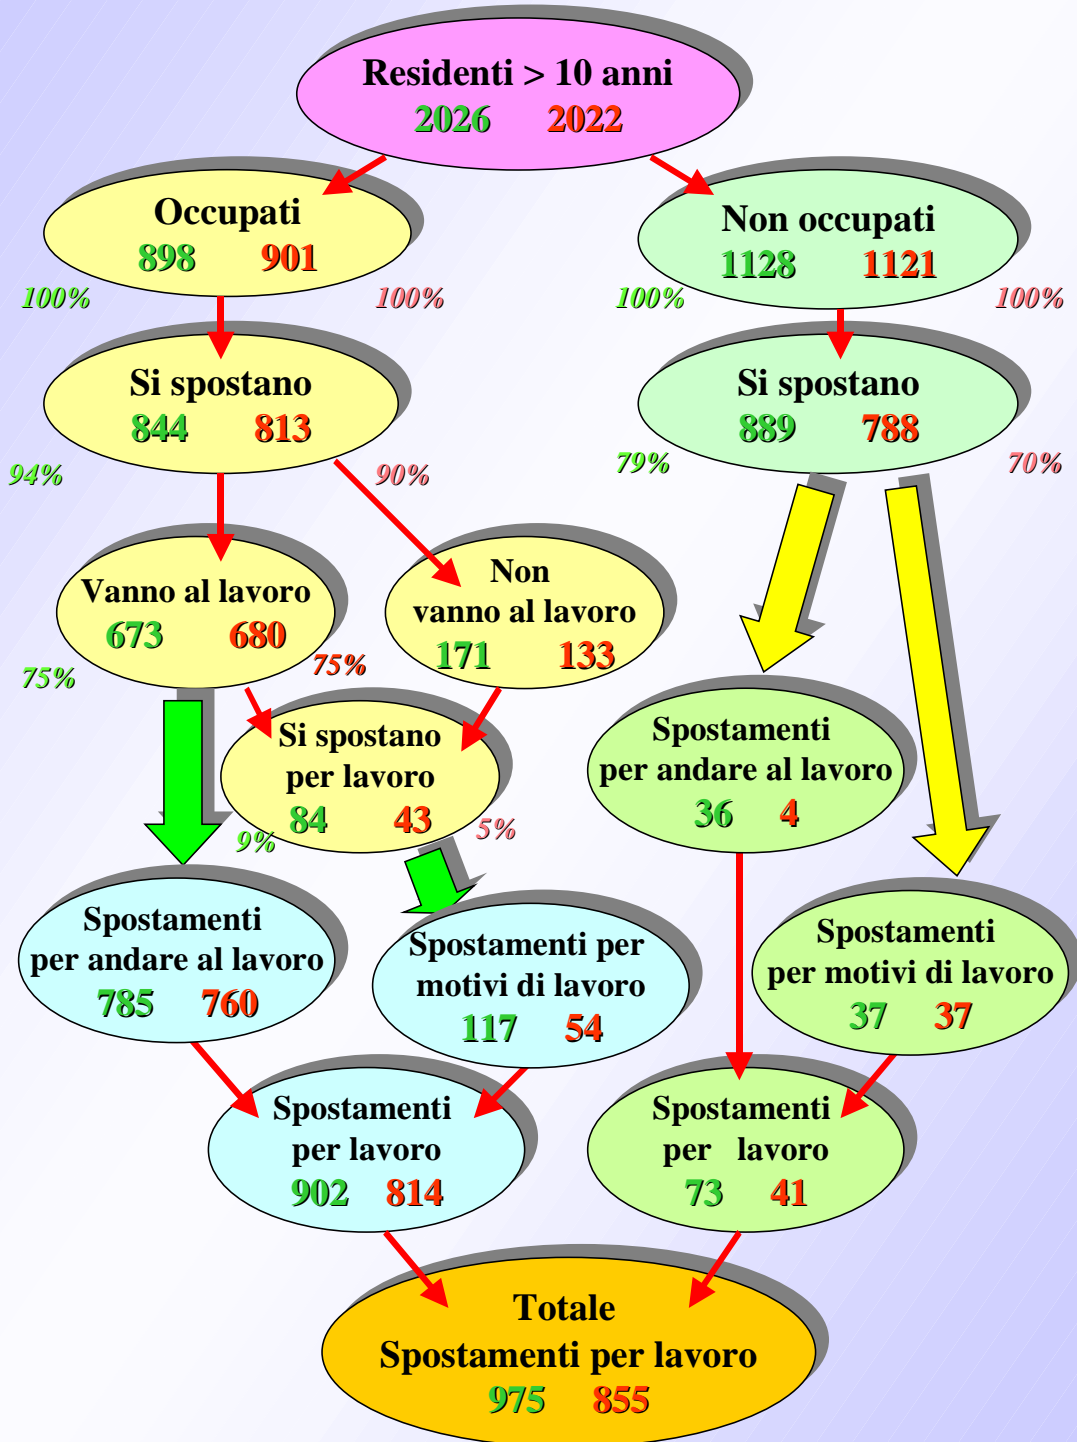 Residenti > 10 anni
2026 2022
Occupati
898 901
100% 100%
Non occupati
1128 1121
100% 100%
Si spostano
844 813
94% 90%
Si spostano
889 788
79% 70%
Vanno al lavoro
673 680
75% 75%
Non
vanno al lavoro
171 133
Si spostano
per lavoro
84 43
9% 5%
Spostamenti
per andare al lavoro
36 4
Spostamenti
per andare al lavoro
785 760
Spostamenti per
motivi di lavoro
117 54
Spostamenti
per motivi di lavoro
37 37
Spostamenti
per lavoro
902 814
Spostamenti
per lavoro
73 41
Totale
Spostamenti per lavoro
975 855